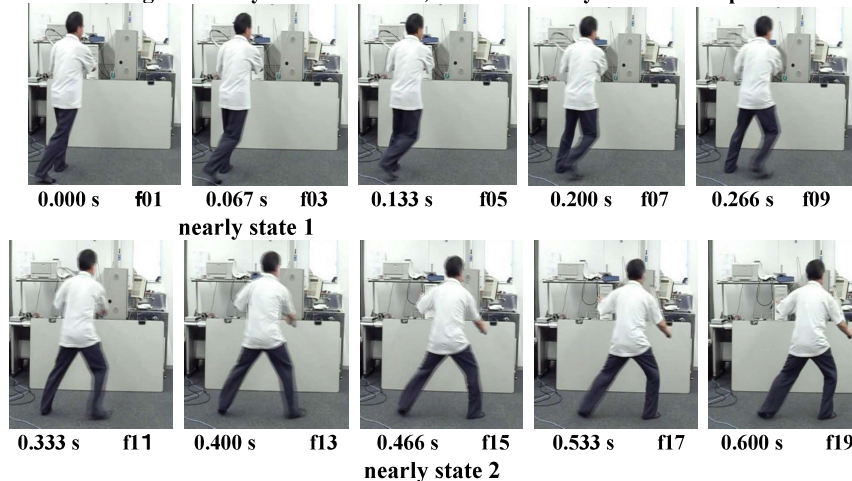 0.000 s f01 0.067 s f03 0.133 s f05 0.200 s f07 0.266 s f09
nearly state 1
0.333 s f11 0.400 s f13 0.466 s f15 0.533 s f17 0.600 s f19
nearly state 2